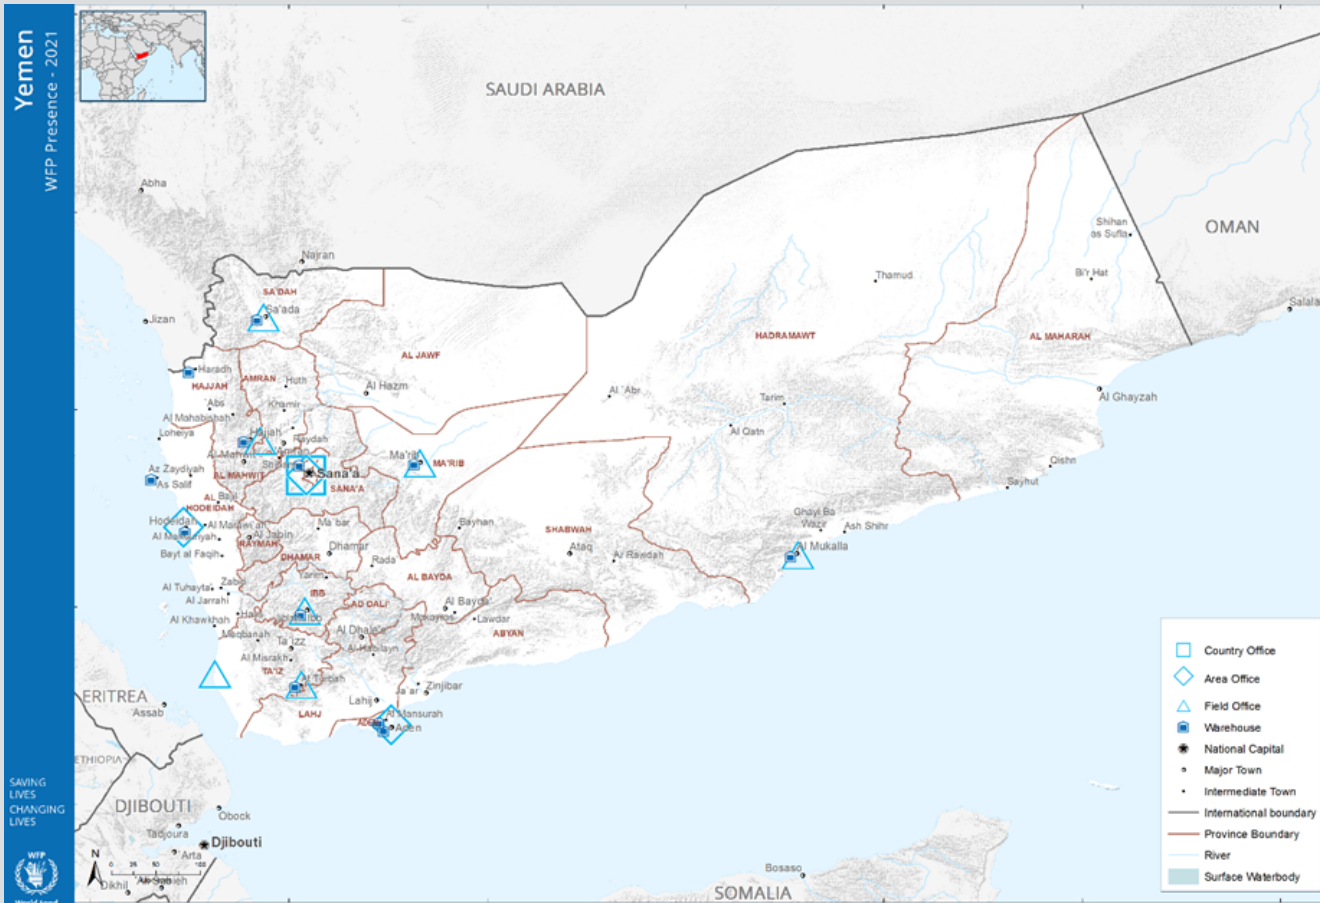 Yemen
WFP Presence - 2021
SAVING
LIVES
CHANGING
LIVES
WFP
SAUDI ARABIA
OMAN
ERITREA
ETHIOPIA
DJIBOUTI
SOMALIA
Abha
Najran
Jizan
SA'DAH
Sa'ada
Haradh
HAJJAH
AMRAN
Huth
AL JAWF
Al Hazm
Abs
Khamir
Al Mahabishah
Loheiya
Hajjah
Raydah
Ma'rib
MA'RIB
Az Zaydiyah
As Salif
AL MAHWIT
Sana'a
SANA'A
AL
HODEIDAH
Hodeidah
Ma'bar
Al Jabin
RAYMAH
Bayt al Faqih
DHAMAR
Dhamar
Rada
Yarim
AL BAYDA
Al Tuhayta
Zabid
Al Jarrahi
IBB
AD DALI'
Al Bayda
Al Khawkhah
Hays
Mukayras
Lawdar
Maqbanah
Ta'izz
Al Dhale'e
Al Habilayn
ABYAN
Al Misrakh
TA'IZ
Al Turbah
Ja'ar
Zinjibar
Lahij
LAHJ
Al Mansurah
Aden
Bayhan
SHABWAH
Ataq
Ar Rawdah
HADRAMAWT
Thamud
Al `Abr
Tarim
Al Qatn
Ghayl Ba
Wazir
Ash Shihr
Al Mukalla
AL MAHARAH
Shihan
as Sufla
Bi'r Hat
Al Ghayzah
Qishn
Sayhut
Salala
Assab
Obock
Tadjoura
Djibouti
Arta
Dikhil
Bosaso
N
0 25 50 100
Country Office
Area Office
Field Office
Warehouse
National Capital
Major Town
Intermediate Town
International boundary
Province Boundary
River
Surface Waterbody